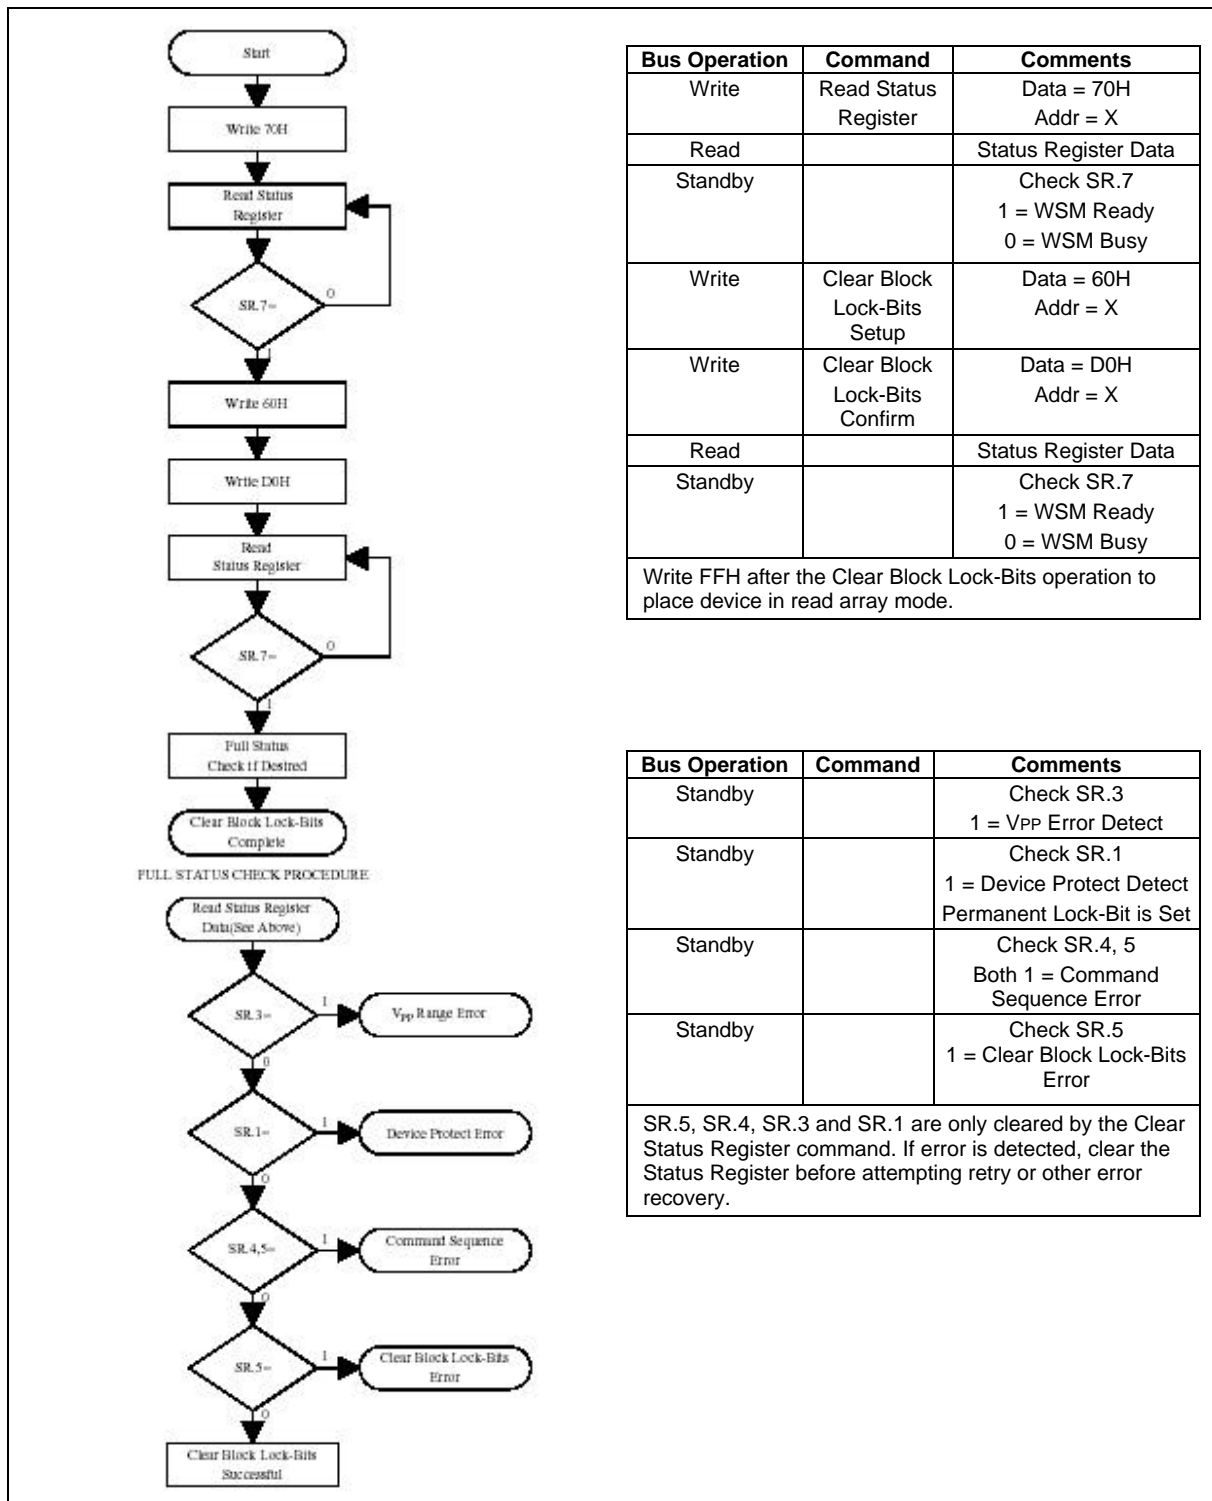 Start
Write 70H
Read Status
Register
SR.7=
0
1
Write 60H
Write D0H
Read
Status Register
SR.7=
0
1
Full Status
Check if Desired
Clear Block Lock-Bits
Complete
FULL STATUS CHECK PROCEDURE
Read Status Register
Data(See Above)
SR.3=
1
VPP Range Error
0
SR.1=
1
Device Protect Error
0
SR.4,5=
1
Command Sequence
Error
0
SR.5=
1
Clear Block Lock-Bits
Error
0
Clear Block Lock-Bits
Successful
Bus Operation Command Comments
Write Read Status Data = 70H
Register Addr = X
Read Status Register Data
Standby Check SR.7
1 = WSM Ready
0 = WSM Busy
Write Clear Block Data = 60H
Lock-Bits Addr = X
Setup
Write Clear Block Data = D0H
Lock-Bits Addr = X
Confirm
Read Status Register Data
Standby Check SR.7
1 = WSM Ready
0 = WSM Busy
Write FFH after the Clear Block Lock-Bits operation to
place device in read array mode.
Bus Operation Command Comments
Standby Check SR.3
1 = VPP Error Detect
Standby Check SR.1
1 = Device Protect Detect
Permanent Lock-Bit is Set
Standby Check SR.4, 5
Both 1 = Command
Sequence Error
Standby Check SR.5
1 = Clear Block Lock-Bits
Error
SR.5, SR.4, SR.3 and SR.1 are only cleared by the Clear
Status Register command. If error is detected, clear the
Status Register before attempting retry or other error
recovery.